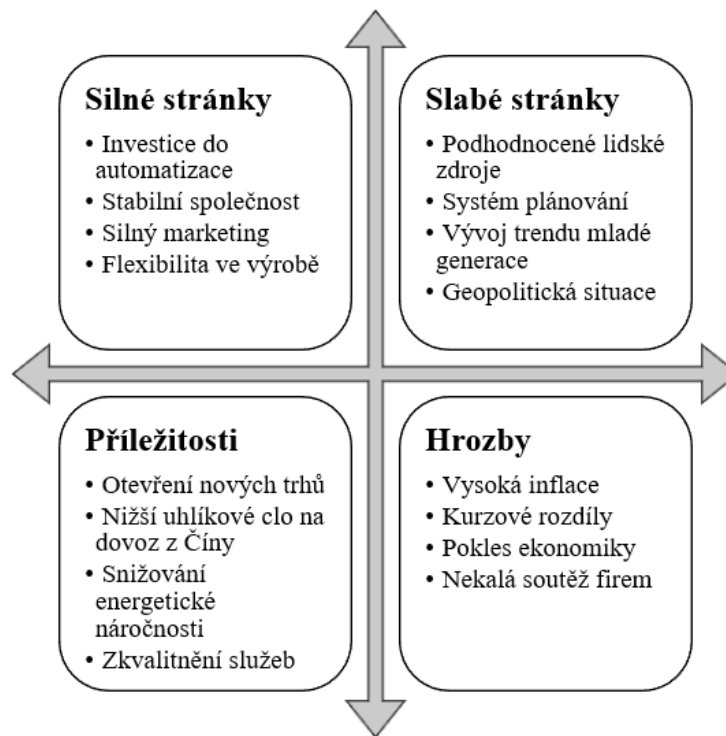 Silné stránky
• Investice do
automatizace
• Stabilní společnost
• Silný marketing
• Flexibilita ve výrobě
Slabé stránky
• Podhodnocené lidské
zdroje
• Systém plánování
• Vývoj trendu mladé
generace
• Geopolitická situace
Příležitosti
• Otevření nových trhů
• Nižší uhlíkové clo na
dovoz z Číny
• Snižování
energetické
náročnosti
• Zkvalitnění služeb
Hrozby
• Vysoká inflace
• Kurzové rozdíly
• Pokles ekonomiky
• Nekalá soutěž firem